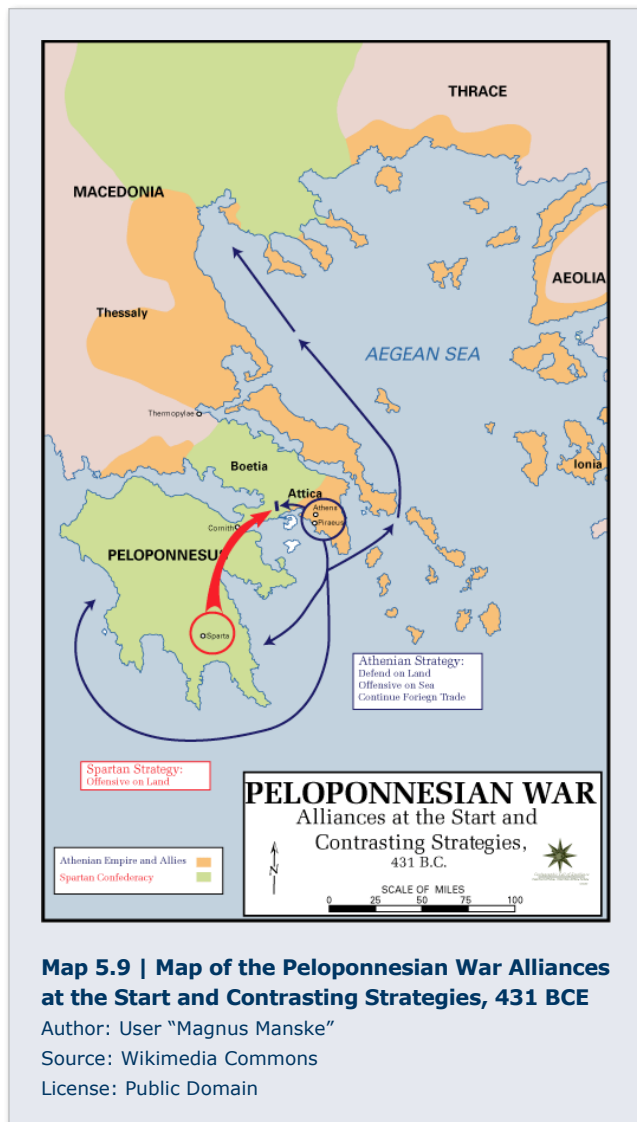 THRACE
MACEDONIA
AEOLIA
Thessaly
AEGEAN SEA
Thermopylae
Boetia
Ionia
Attica
Athens
Piraeus
Cornith
PELOPONNESUS
Sparta
Athenian Strategy:
Defend on Land
Offensive on Sea
Continue Foriegn Trade
Spartan Strategy:
Offensive on Land
PELOPONNESIAN WAR
Alliances at the Start and
Contrasting Strategies,
431 B.C.
N
SCALE OF MILES
0 25 50 75 100
Athenian Empire and Allies
Spartan Confederacy
Map 5.9 | Map of the Peloponnesian War Alliances
at the Start and Contrasting Strategies, 431 BCE
Author: User “Magnus Manske”
Source: Wikimedia Commons
License: Public Domain